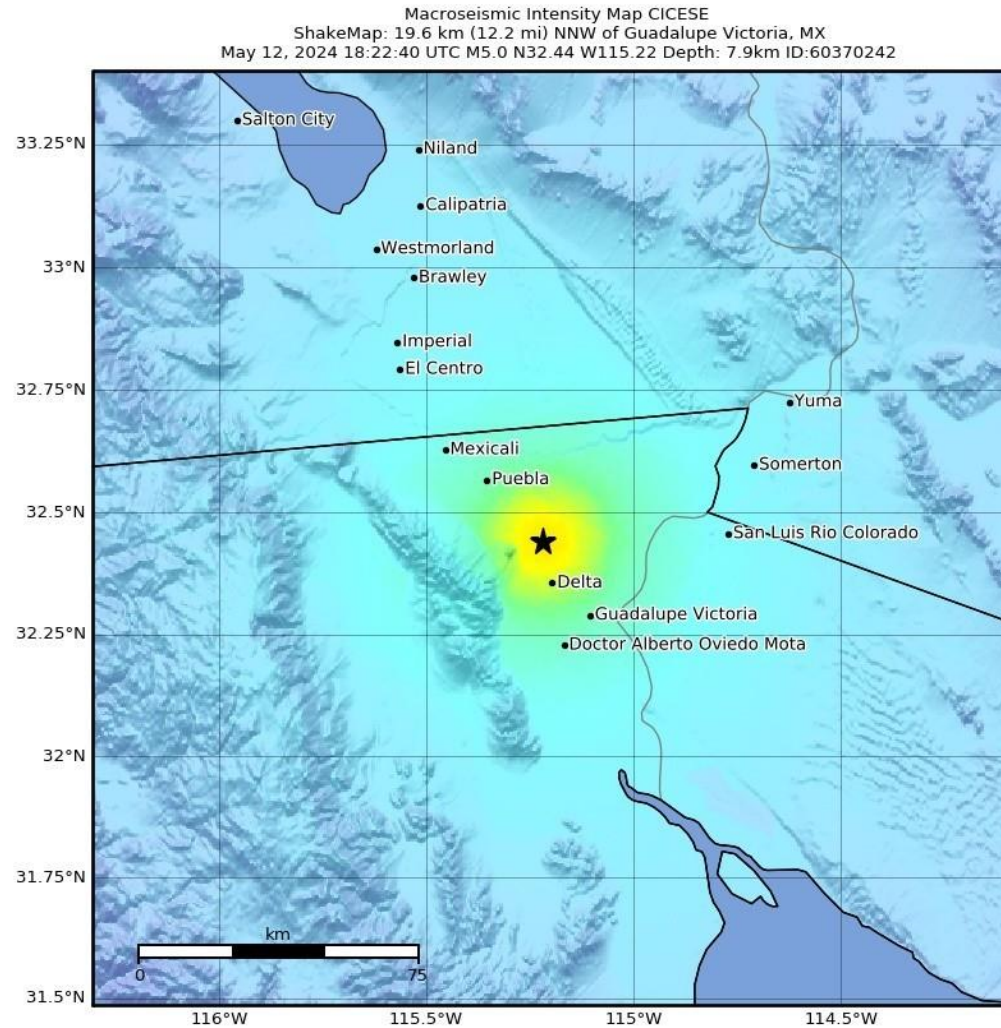 Macroseismic Intensity Map CICESE
ShakeMap: 19.6 km (12.2 mi) NNW of Guadalupe Victoria, MX
May 12, 2024 18:22:40 UTC M5.0 N32.44 W115.22 Depth: 7.9km ID:60370242
Salton City
33.25°N
Niland
Calipatria
Westmorland
33°N
Brawley
Imperial
El Centro
32.75°N
Yuma
Mexicali
Somerton
Puebla
32.5°N
San Luis Rio Colorado
Delta
Guadalupe Victoria
32.25°N
Doctor Alberto Oviedo Mota
32°N
31.75°N
km
0 75
31.5°N
116°W 115.5°W 115°W 114.5°W